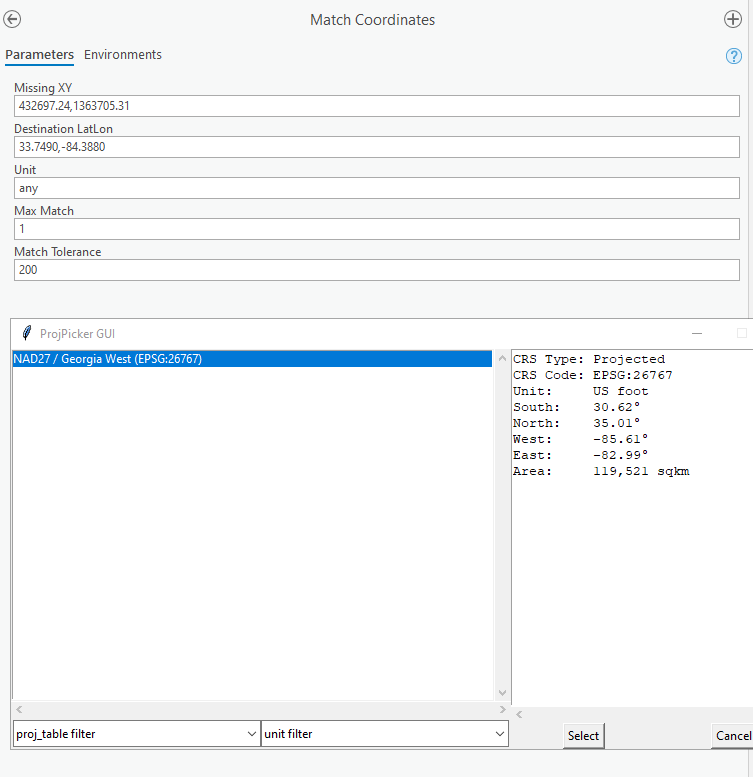 Match Coordinates
Parameters Environments
?
Missing XY
432697.24,1363705.31
Destination LatLon
33.7490,-84.3880
Unit
any
Max Match
1
Match Tolerance
200
ProjPicker GUI
NAD27 / Georgia West (EPSG:26767)
CRS Type: Projected
CRS Code: EPSG:26767
Unit: US foot
South: 30.62°
North: 35.01°
West: -85.61°
East: -82.99°
Area: 119,521 sqkm
proj_table filter unit filter Select Cancel